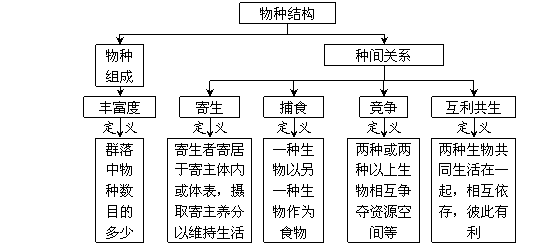 物种结构
物种
组成
种间关系
丰富度
寄生
捕食
竞争
互利共生
定义
定义
定义
定义
定义
群落
中物
种数
目的
多少
寄生者寄居
于寄主体内
或体表，摄
取寄主养分
以维持生活
一种生
物以另
一种生
物作为
食物
两种或两
种以上生
物相互争
夺资源空
间等
两种生物共
同生活在一
起，相互依
存，彼此有
利